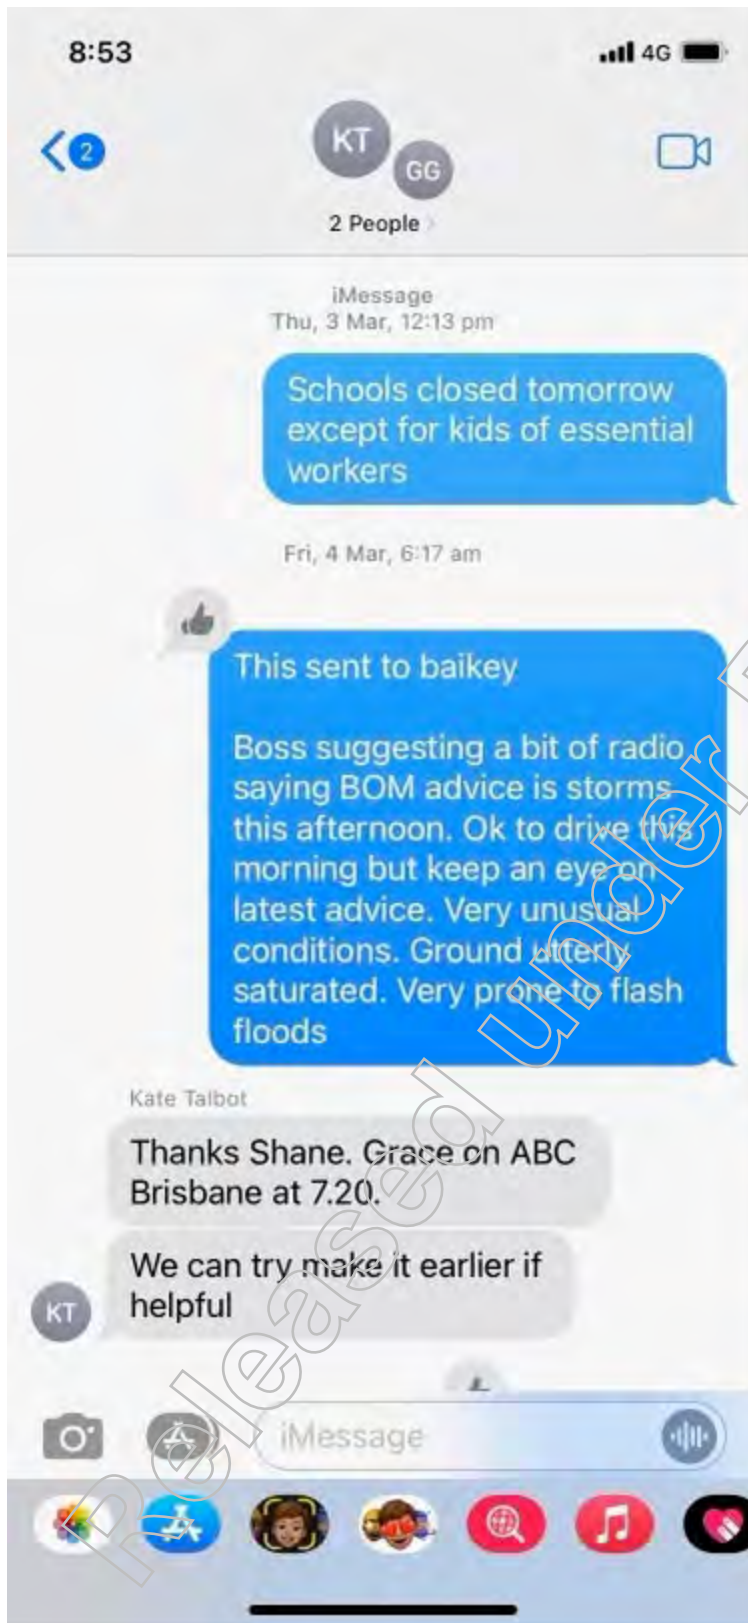 8:53
4G
2
KT
GG
2 People
iMessage
Thu, 3 Mar, 12:13 pm
Schools closed tomorrow
except for kids of essential
workers
Fri, 4 Mar, 6:17 am
This sent to baikey
Boss suggesting a bit of radio
saying BOM advice is storms
this afternoon. Ok to drive this
morning but keep an eye on
latest advice. Very unusual
conditions. Ground utterly
saturated. Very prone to flash
floods
Kate Talbot
Thanks Shane. Grace on ABC
Brisbane at 7.20.
We can try make it earlier if
helpful
KT
iMessage
Released under